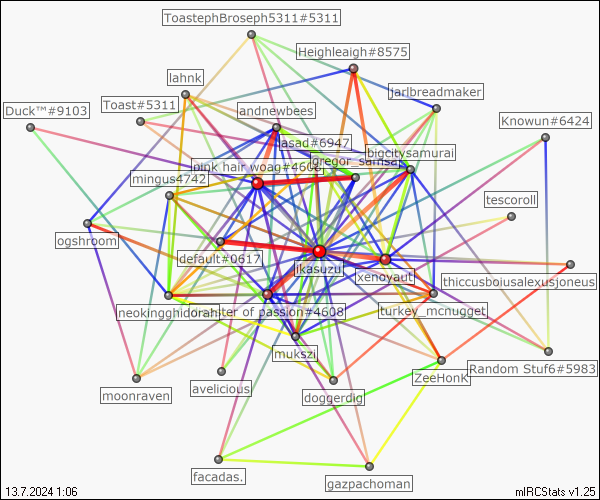 ToastephBroseph5311#5311
Heighleaigh#8575
lahnk
jarlbreadmaker
Duck™#9103
Toast#5311
andnewbees
Knowun#6424
lasad#6947
bigcitysamurai
pink hair woag#4608
gregor_samsa
mingus4742
tescoroll
ogshroom
default#0617
ikasuzu
xenoyaut
thiccusboiusalexusjoneus
neokingghidorah
master of passion#4608
turkey_mcnugget
mukszi
ZeeHonK
Random Stuf6#5983
moonraven
avelicious
doggerdig
facadas.
gazpachoman
13.7.2024 1:06
mIRCStats v1.25